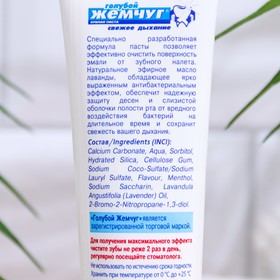 голубой
жемчуг
зубная паста
свежее дыхание
Специально разработанная
формула пасты позволяет
эффективно очистить поверхность
эмали от зубного налета.
Натуральное эфирное масло
лаванды, обладающее ярко
выраженным антибактериальным
эффектом, обеспечит надежную
защиту десен и слизистой
оболочки полости рта от вредного
воздействия бактерий на
длительное время и сохранит
свежесть вашего дыхания.
Состав/Ingredients (INCI):
Calcium Carbonate, Aqua, Sorbitol,
Hydrated Silica, Cellulose Gum,
Sodium Coco-Sulfate/Sodium
Lauryl Sulfate, Flavour, Menthol,
Sodium Saccharin, Lavandula
Angustifolia (Lavender) Oil,
2-Bromo-2-Nitropropane-1,3-diol.
«Голубой Жемчуг» является
зарегистрированной торговой маркой.
Для получения максимального эффекта
чистите зубы не реже 2 раз в день,
регулярно посещайте стоматолога.
Не использовать по истечении срока годности.
Хранить при температуре от 0°С до +25°С